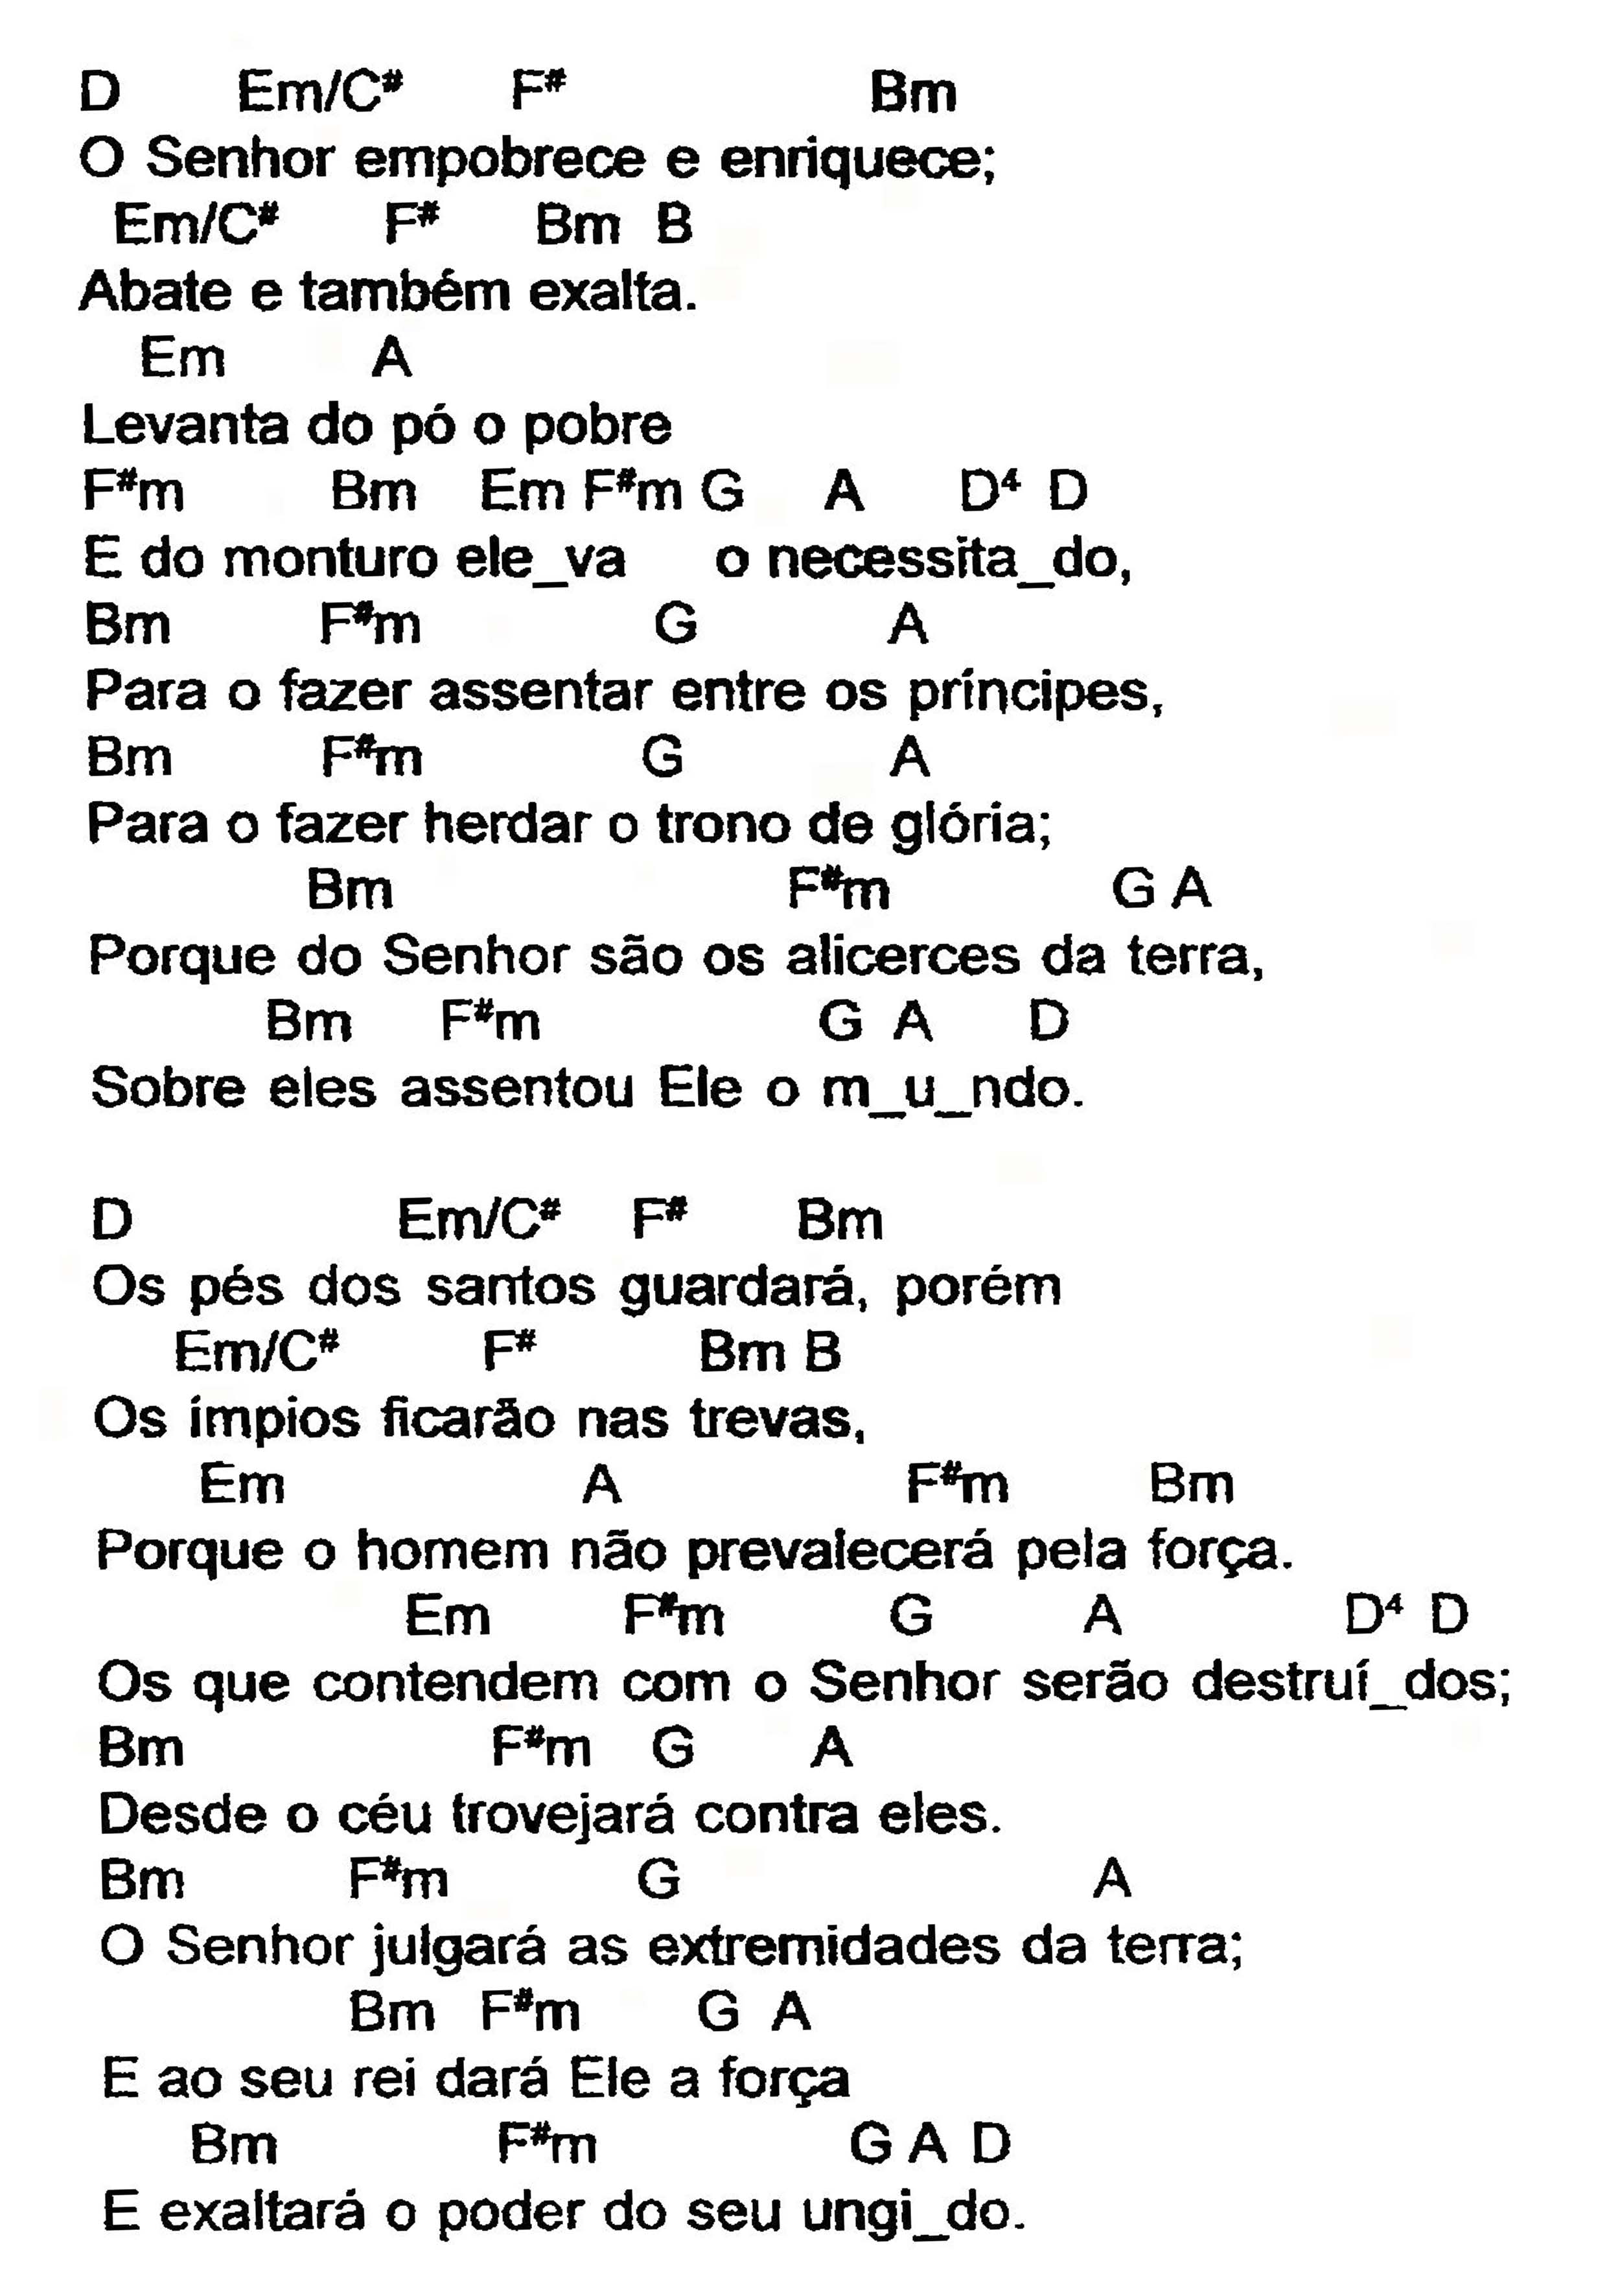 D Em/C# F# Bm
O Senhor empobrece e enriquece;
Em/C# F# Bm B
Abate e também exalta.
Em A
Levanta do pó o pobre
F#m Bm Em F#m G A D⁴ D
E do monturo ele_va o necessita_do,
Bm F#m G A
Para o fazer assentar entre os príncipes,
Bm F#m G A
Para o fazer herdar o trono de glória;
Bm F#m G A
Porque do Senhor são os alicerces da terra,
Bm F#m G A D
Sobre eles assentou Ele o m_u_ndo.
D Em/C# F# Bm
Os pés dos santos guardará, porém
Em/C# F# Bm B
Os ímpios ficarão nas trevas,
Em A F#m Bm
Porque o homem não prevalecerá pela força.
Em F#m G A D⁴ D
Os que contendem com o Senhor serão destruí_dos;
Bm F#m G A
Desde o céu trovejará contra eles.
Bm F#m G A
O Senhor julgará as extremidades da terra;
Bm F#m G A
E ao seu rei dará Ele a força
Bm F#m G A D
E exaltará o poder do seu ungi_do.